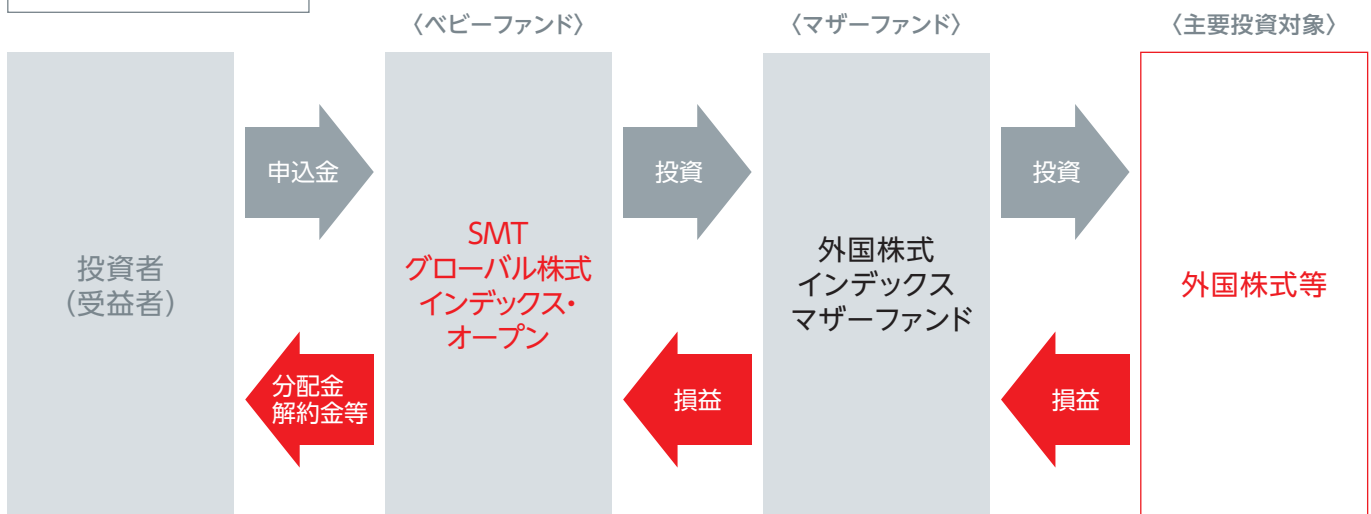 〈ベビーファンド〉
〈マザーファンド〉
〈主要投資対象〉
投資者
(受益者)
申込金
分配金
解約金等
SMT
グローバル株式
インデックス・
オープン
投資
損益
外国株式
インデックス
マザーファンド
投資
損益
外国株式等